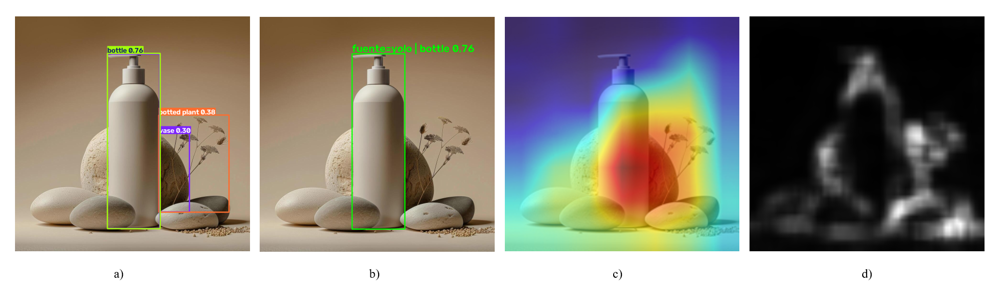 bottle 0.76
potted plant 0.38
vase 0.30
fuente=yolo | bottle 0.76
a)
b)
c)
d)